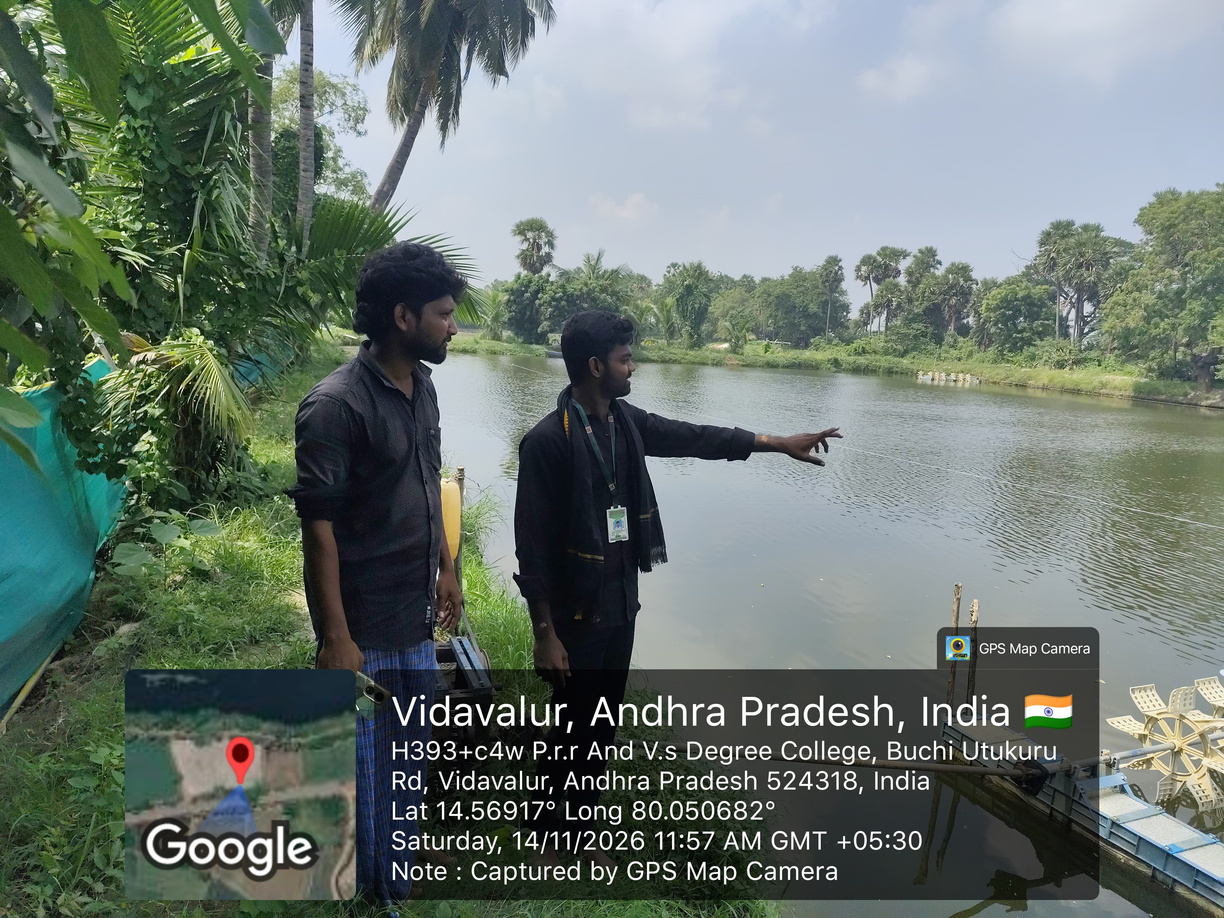 GPS Map Camera
Vidavalur, Andhra Pradesh, India
H393+c4w P.r.r And V.s Degree College, Buchi Utukuru
Rd, Vidavalur, Andhra Pradesh 524318, India
Lat 14.56917° Long 80.050682°
Saturday, 14/11/2026 11:57 AM GMT +05:30
Note : Captured by GPS Map Camera
Google